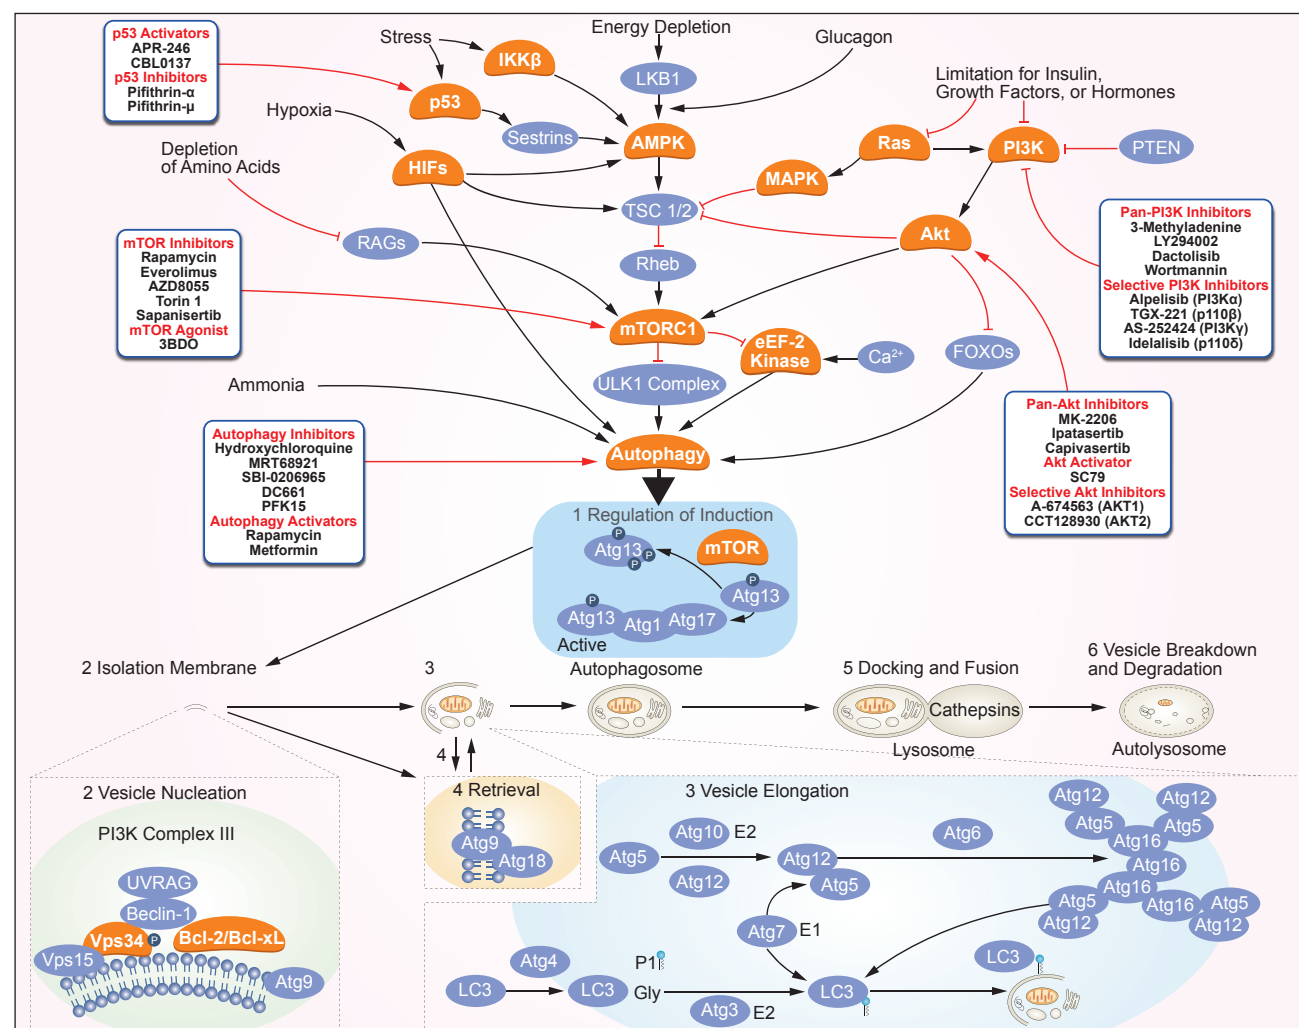 Energy Depletion
Stress
Glucagon
p53 Activators
APR-246
CBL0137
p53 Inhibitors
Pifithrin-α
Pifithrin-μ
IKKβ
LKB1
Limitation for Insulin,
Growth Factors, or Hormones
p53
Hypoxia
Sestrins
AMPK
Ras
PI3K
PTEN
Depletion
of Amino Acids
HIFs
MAPK
TSC 1/2
Akt
RAGs
Rheb
mTOR Inhibitors
Rapamycin
Everolimus
AZD8055
Torin 1
Sapanisertib
mTOR Agonist
3BDO
Pan-PI3K Inhibitors
3-Methyladenine
LY294002
Dactolisib
Wortmannin
Selective PI3K Inhibitors
Alpelisib (PI3Kα)
TGX-221 (p110β)
AS-252424 (PI3Kγ)
Idelalisib (p110δ)
mTORC1
eEF-2
Kinase
Ca2+
FOXOs
Ammonia
ULK1 Complex
Pan-Akt Inhibitors
MK-2206
Ipatasertib
Capivasertib
Akt Activator
SC79
Selective Akt Inhibitors
A-674563 (AKT1)
CCT128930 (AKT2)
Autophagy Inhibitors
Hydroxychloroquine
MRT68921
SBI-0206965
DC661
PFK15
Autophagy Activators
Rapamycin
Metformin
Autophagy
1 Regulation of Induction
P
Atg13
P
P
mTOR
P
Atg13
P
Atg13
Atg1
Atg17
Active
2 Isolation Membrane
3
Autophagosome
5 Docking and Fusion
6 Vesicle Breakdown
and Degradation
Cathepsins
Lysosome
Autolysosome
4
2 Vesicle Nucleation
PI3K Complex III
UVRAG
Beclin-1
Vps34
P
Bcl-2/Bcl-xL
Vps15
Atg9
4 Retrieval
Atg9
Atg18
3 Vesicle Elongation
Atg5
Atg10
E2
Atg12
Atg12
Atg5
Atg6
Atg7
E1
Atg12
Atg5
Atg16
Atg12
Atg5
Atg16
Atg16
Atg5
Atg12
Atg16
Atg5
Atg12
LC3
Atg4
LC3
P1
Gly
Atg3
E2
LC3
LC3